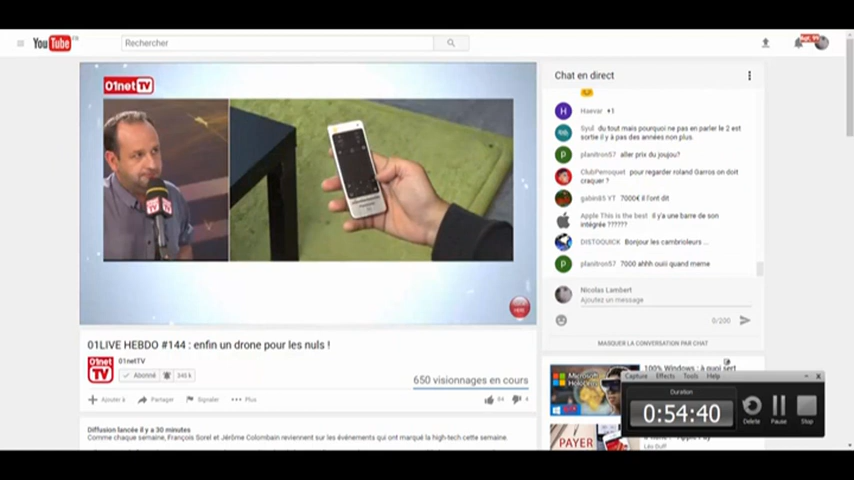 YouTube
Rechercher
01net TV
01LIVE HEBDO #144 : enfin un drone pour les nuls !
01net TV
01netTV
Abonné
345 k
650 visionnages en cours
Ajouter à
Partager
Signaler
Plus
Diffusion lancée il y a 30 minutes
Comme chaque semaine, François Sorel et Jérôme Colombain reviennent sur les événements qui ont marqué la high-tech cette semaine.
Chat en direct
Haevar +1
Syul du tout mais pourquoi ne pas en parler le 2 est
sortie il y à pas des années non plus.
planitron57 aller priv du joujou?
ClubPerroquet pour regarder roland Garros on doit
craquer ?
gabin85 YT 7000€ il l'ont dit
Apple This is the best il y'a une barre de son
intégrée ??????
DISTOQUICK Bonjour les cambrioleurs ...
planitron57 7000 ahhh ouii quand meme
Nicolas Lambert
Ajoutez un message
0/200
MASQUER LA CONVERSATION PAR CHAT
Microsoft
100% Windows : à quoi sert
PAYER
Capture Effects Tools Help
Duration
0:54:40
Delete
Pause
Stop